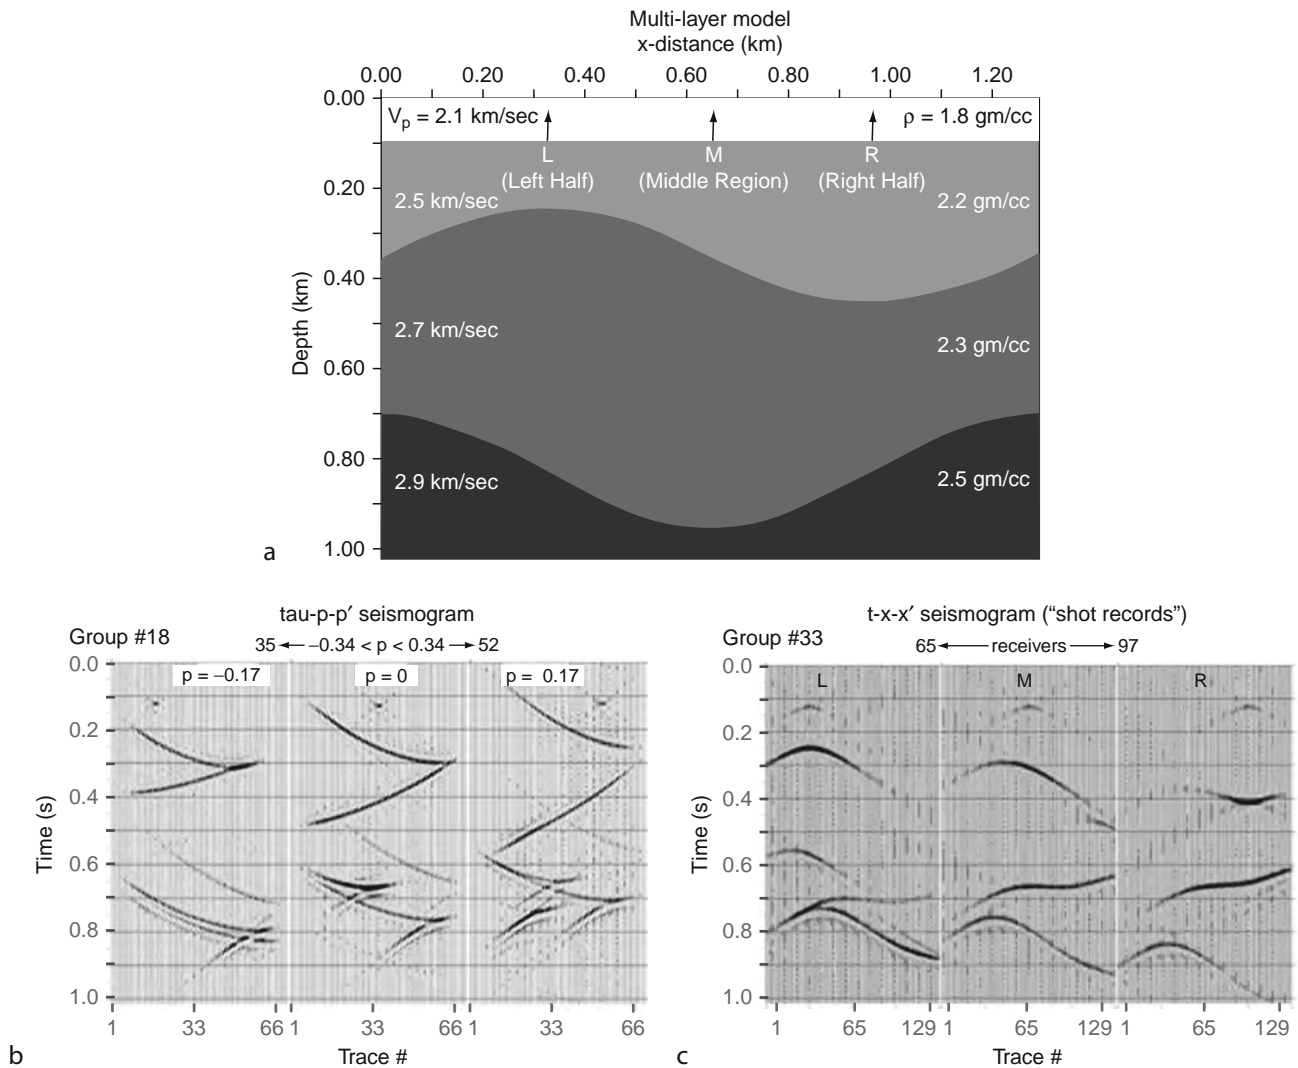 Multi-layer model
x-distance (km)
0.00 0.20 0.40 0.60 0.80 1.00 1.20
0.00
Vp = 2.1 km/sec ρ = 1.8 gm/cc
L M R
(Left Half) (Middle Region) (Right Half)
0.20
2.5 km/sec 2.2 gm/cc
0.40
Depth (km)
2.7 km/sec 2.3 gm/cc
0.60
0.80
2.9 km/sec 2.5 gm/cc
1.00
a
tau-p-p′ seismogram
Group #18
35 −0.34 < p < 0.34 52
p = −0.17 p = 0 p = 0.17
0.0
0.2
0.4
0.6
0.8
1.0
Time (s)
1 33 66 1 33 66 1 33 66
Trace #
b
t-x-x′ seismogram (“shot records”)
Group #33
65 receivers 97
L M R
0.0
0.2
0.4
0.6
0.8
1.0
Time (s)
1 65 129 1 65 129 1 65 129
Trace #
c